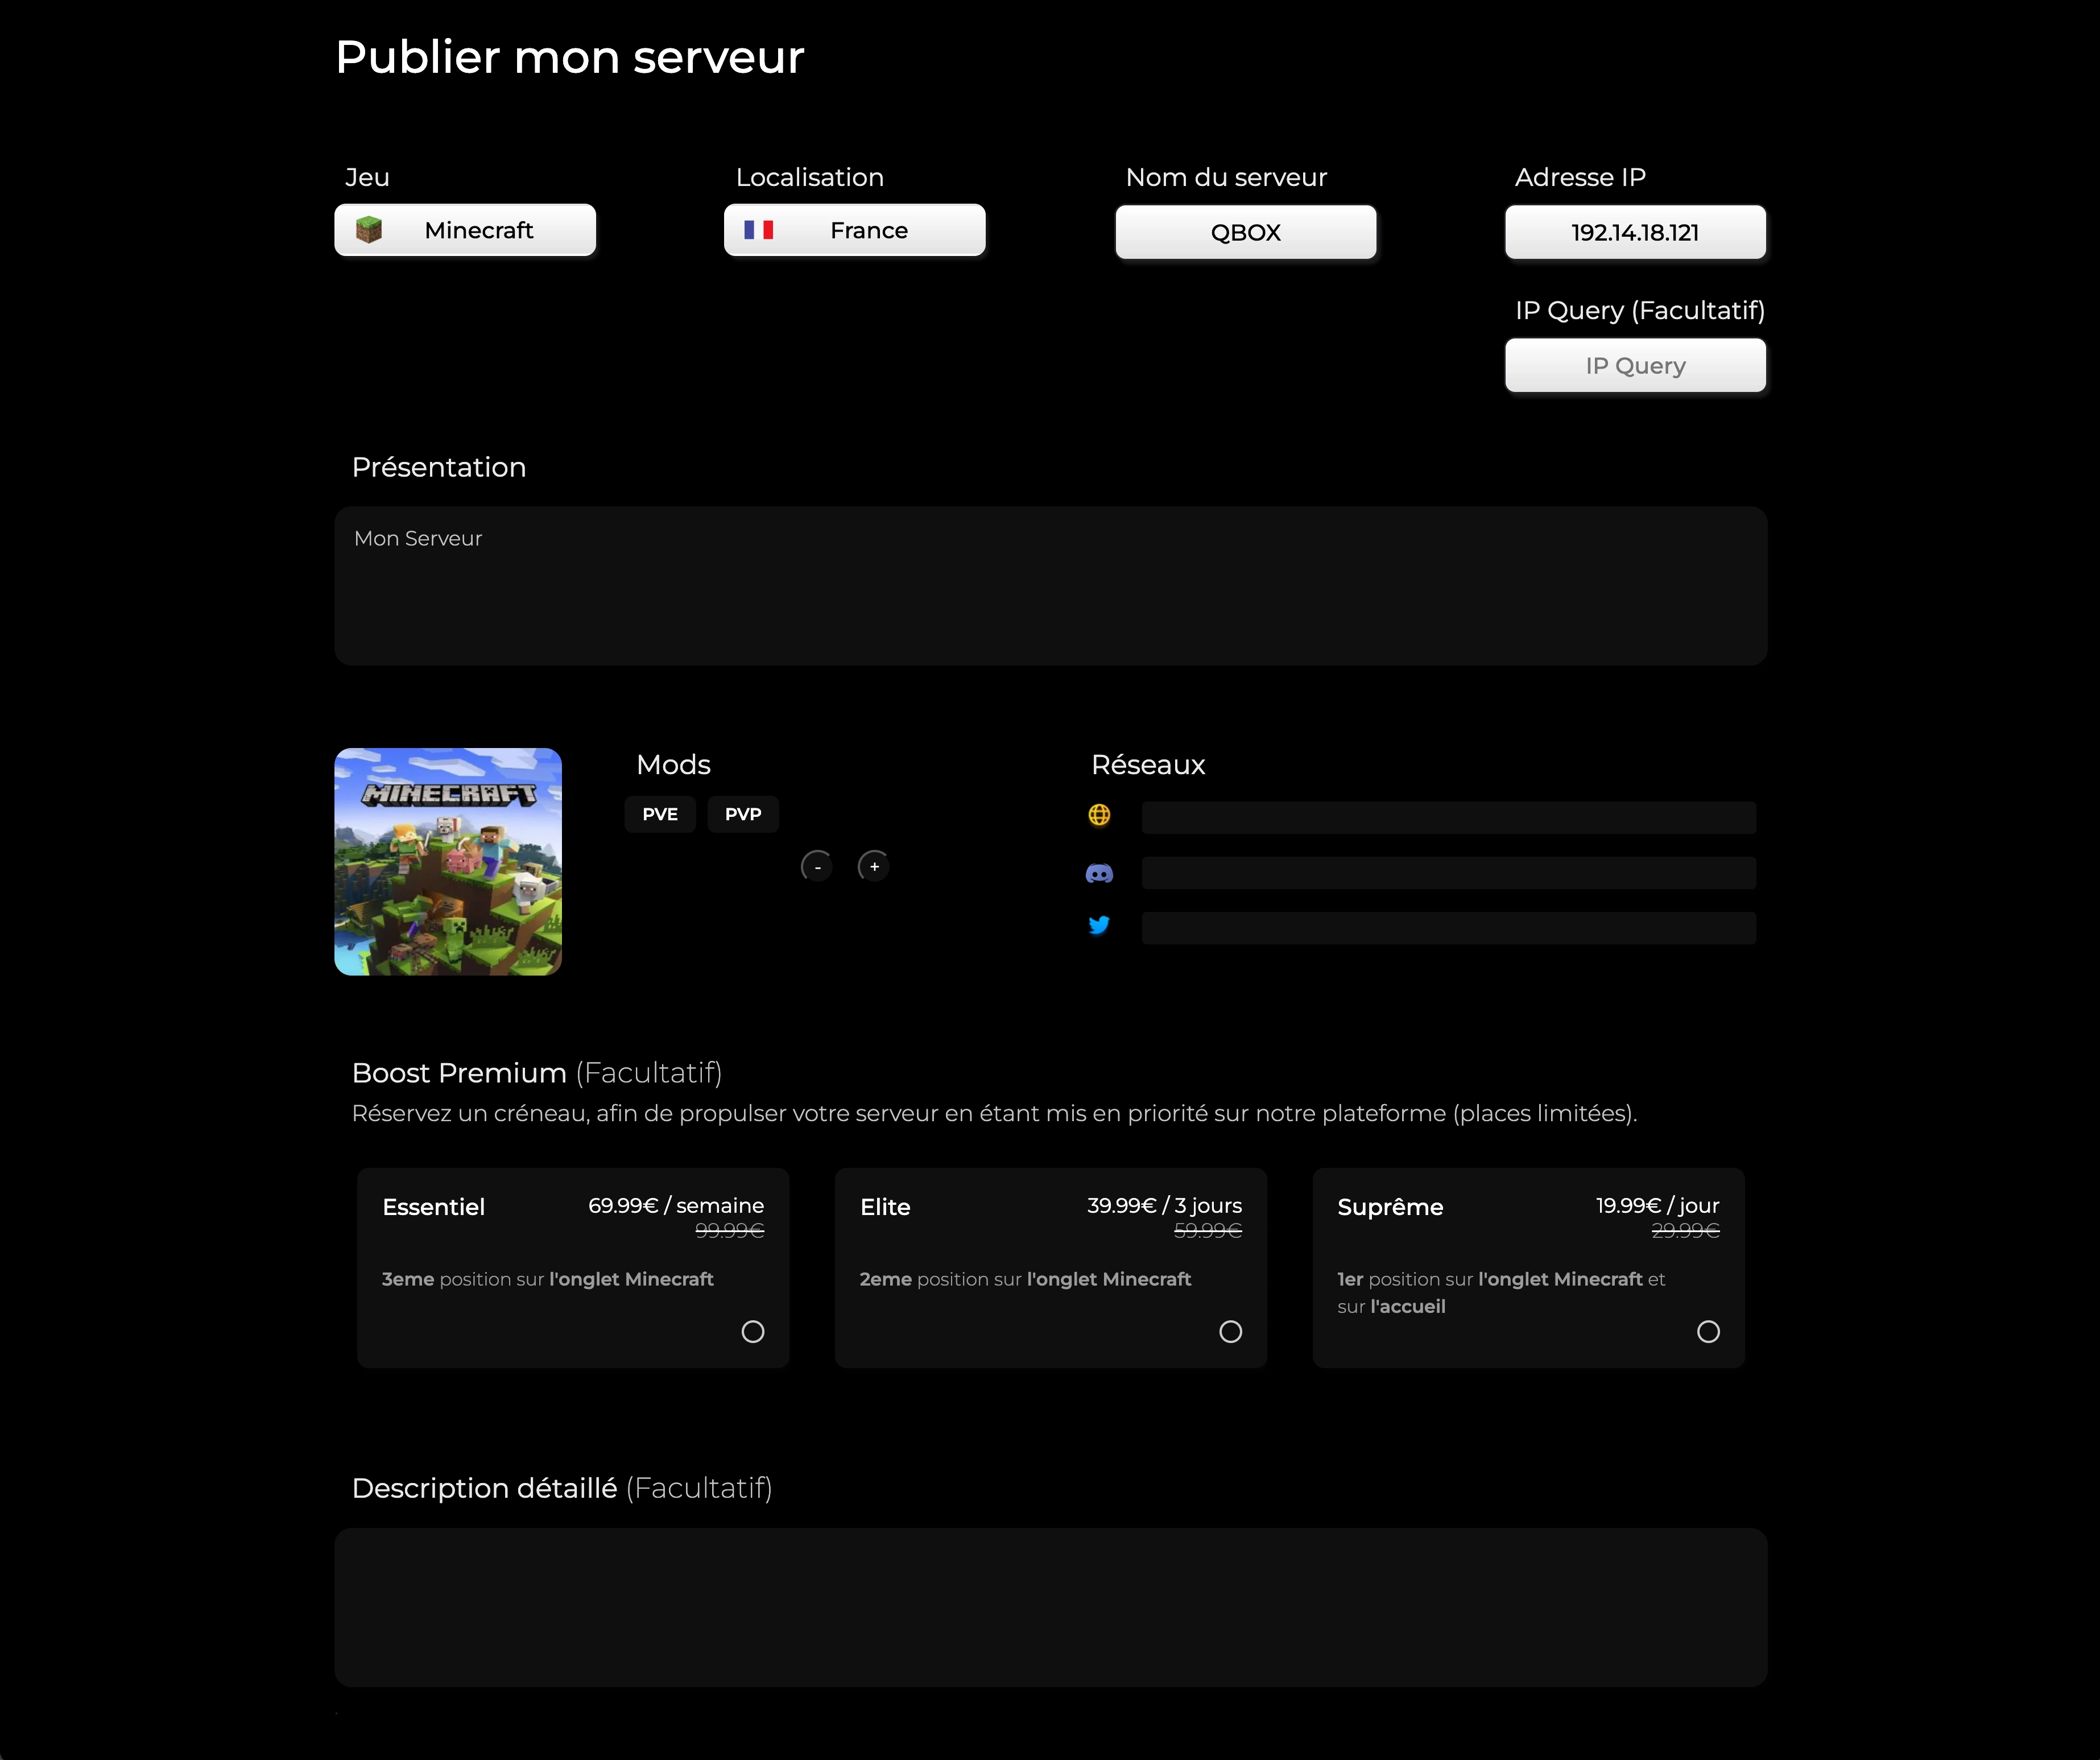 Publier mon serveur
Jeu
Localisation
Nom du serveur
Adresse IP
Minecraft
France
QBOX
192.14.18.121
IP Query (Facultatif)
IP Query
Présentation
Mon Serveur
MINECRAFT
Mods
PVE
PVP
-
+
Réseaux
Boost Premium (Facultatif)
Réservez un créneau, afin de propulser votre serveur en étant mis en priorité sur notre plateforme (places limitées).
Essentiel
69.99€ / semaine
99.99€
3eme position sur l'onglet Minecraft
Elite
39.99€ / 3 jours
59.99€
2eme position sur l'onglet Minecraft
Suprême
19.99€ / jour
29.99€
1er position sur l'onglet Minecraft et
sur l'accueil
Description détaillé (Facultatif)